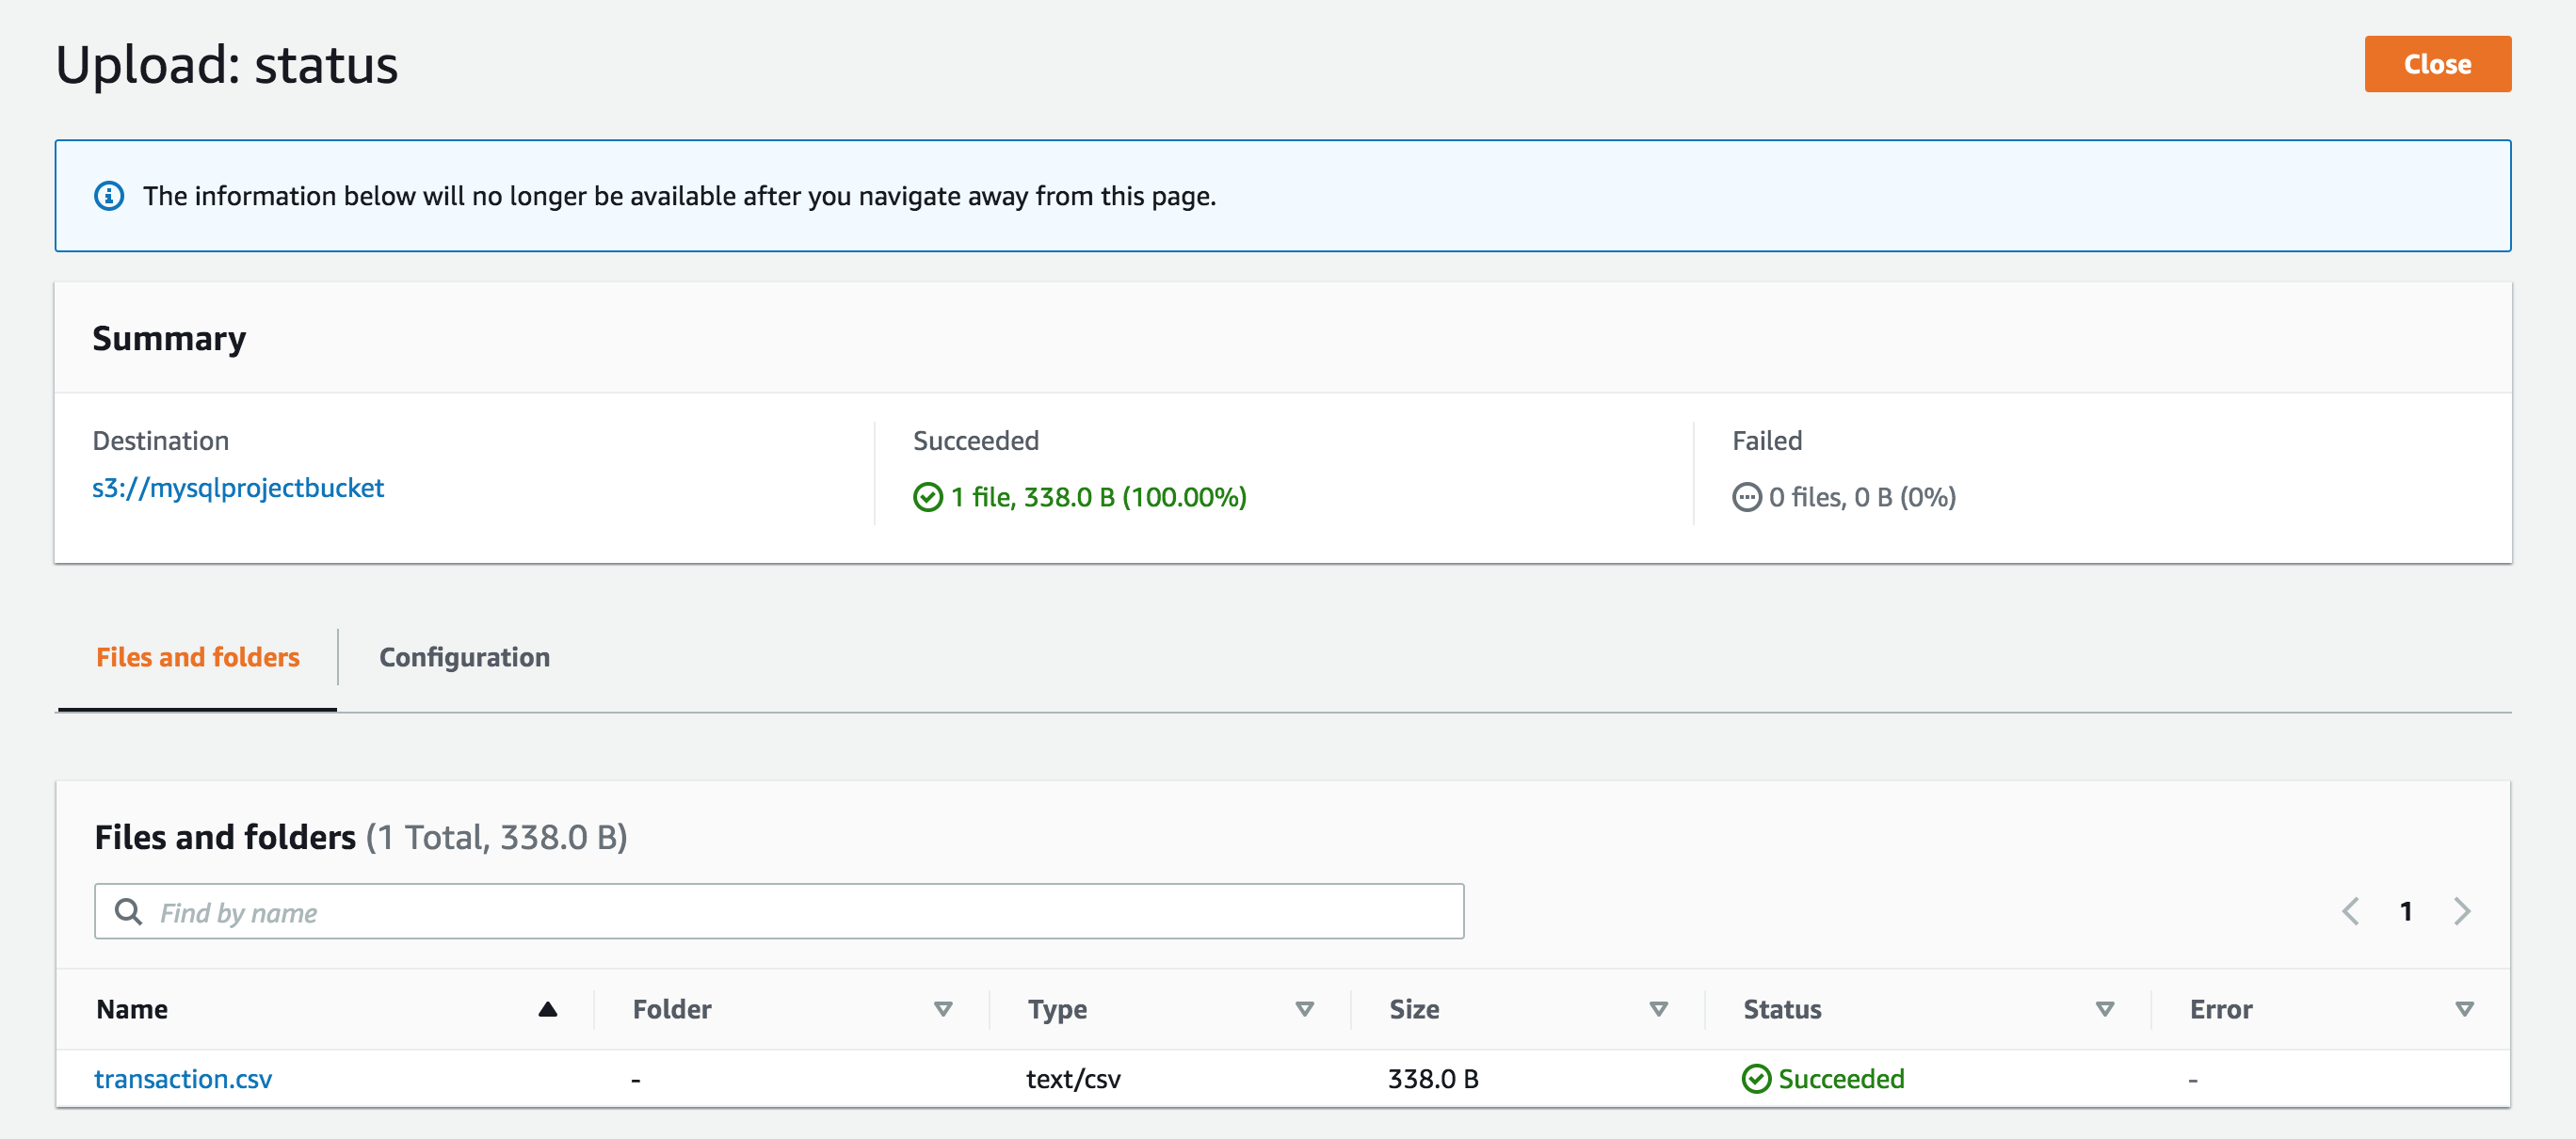 Upload: status
Close
The information below will no longer be available after you navigate away from this page.
Summary
Destination
s3://mysqlprojectbucket
Succeeded
1 file, 338.0 B (100.00%)
Failed
0 files, 0 B (0%)
Files and folders
Configuration
Files and folders (1 Total, 338.0 B)
Find by name
1
Name Folder Type Size Status Error
transaction.csv - text/csv 338.0 B Succeeded -